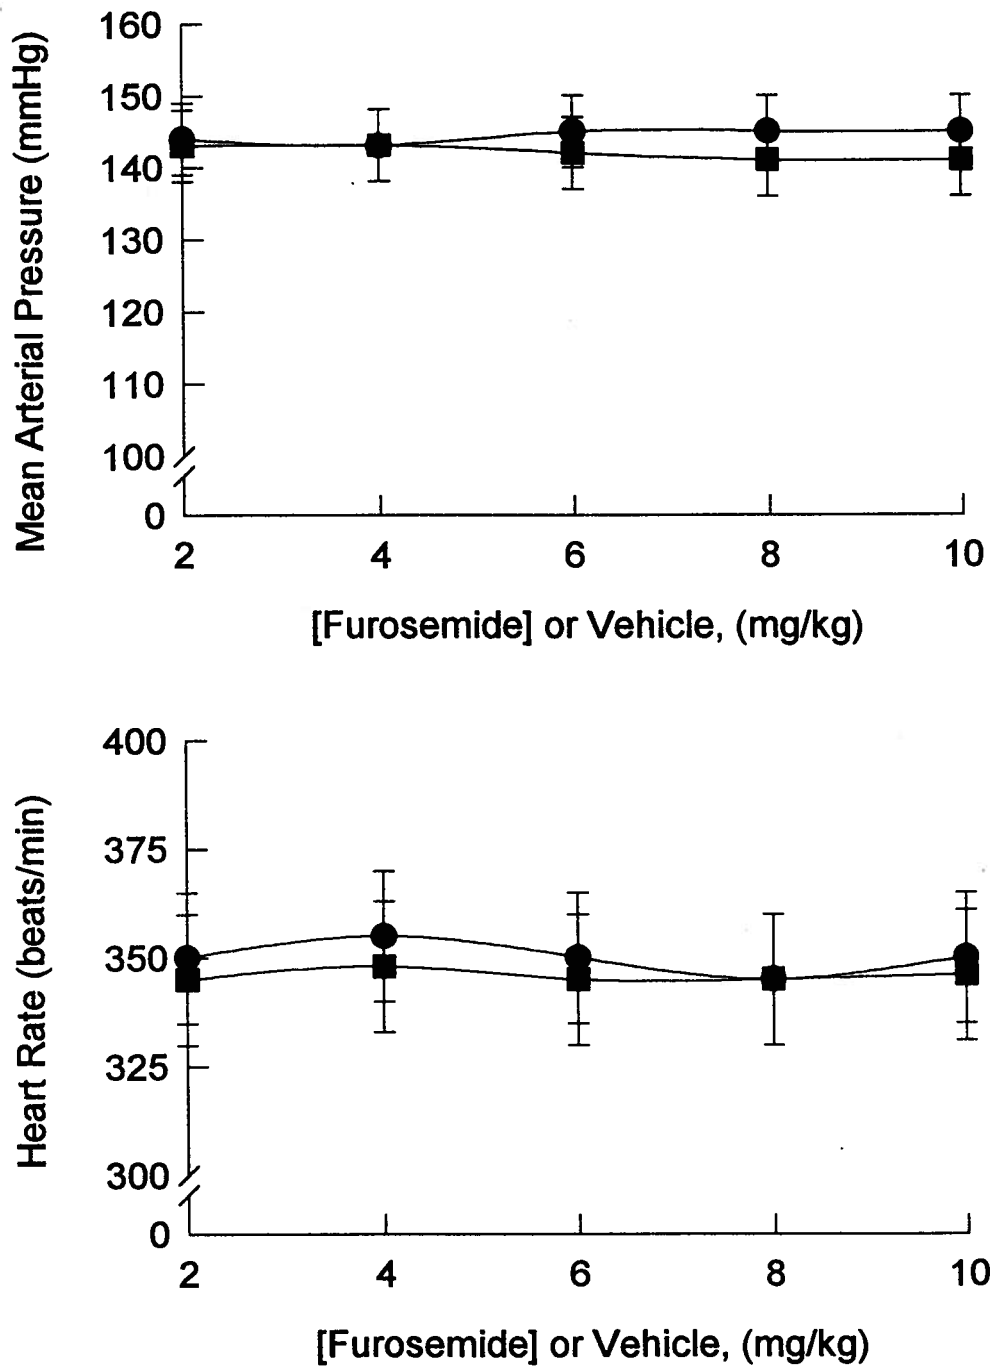 Mean Arterial Pressure (mmHg)
160
150
140
130
120
110
100
0
2 4 6 8 10
[Furosemide] or Vehicle, (mg/kg)
Heart Rate (beats/min)
400
375
350
325
300
0
2 4 6 8 10
[Furosemide] or Vehicle, (mg/kg)